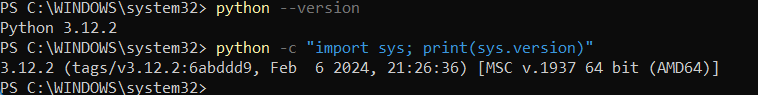 PS C:\WINDOWS\system32> python --version
Python 3.12.2
PS C:\WINDOWS\system32> python -c "import sys; print(sys.version)"
3.12.2 (tags/v3.12.2:6abddd9, Feb  6 2024, 21:26:36) [MSC v.1937 64 bit (AMD64)]
PS C:\WINDOWS\system32>